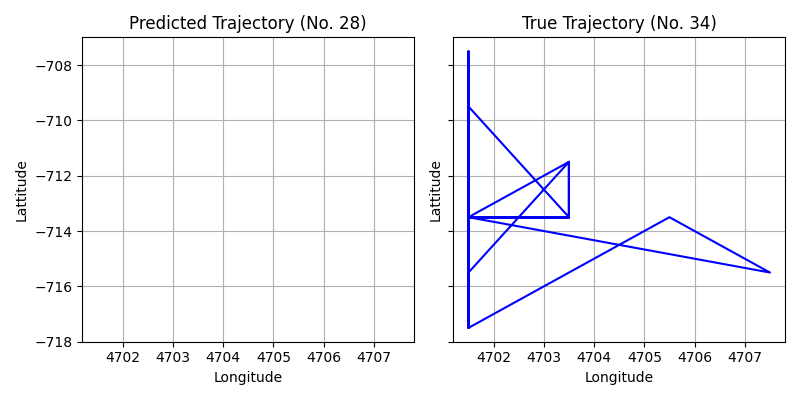 Predicted Trajectory (No. 28)
Lattitude
−708
−710
−712
−714
−716
−718
4702 4703 4704 4705 4706 4707
Longitude
True Trajectory (No. 34)
Lattitude
4702 4703 4704 4705 4706 4707
Longitude